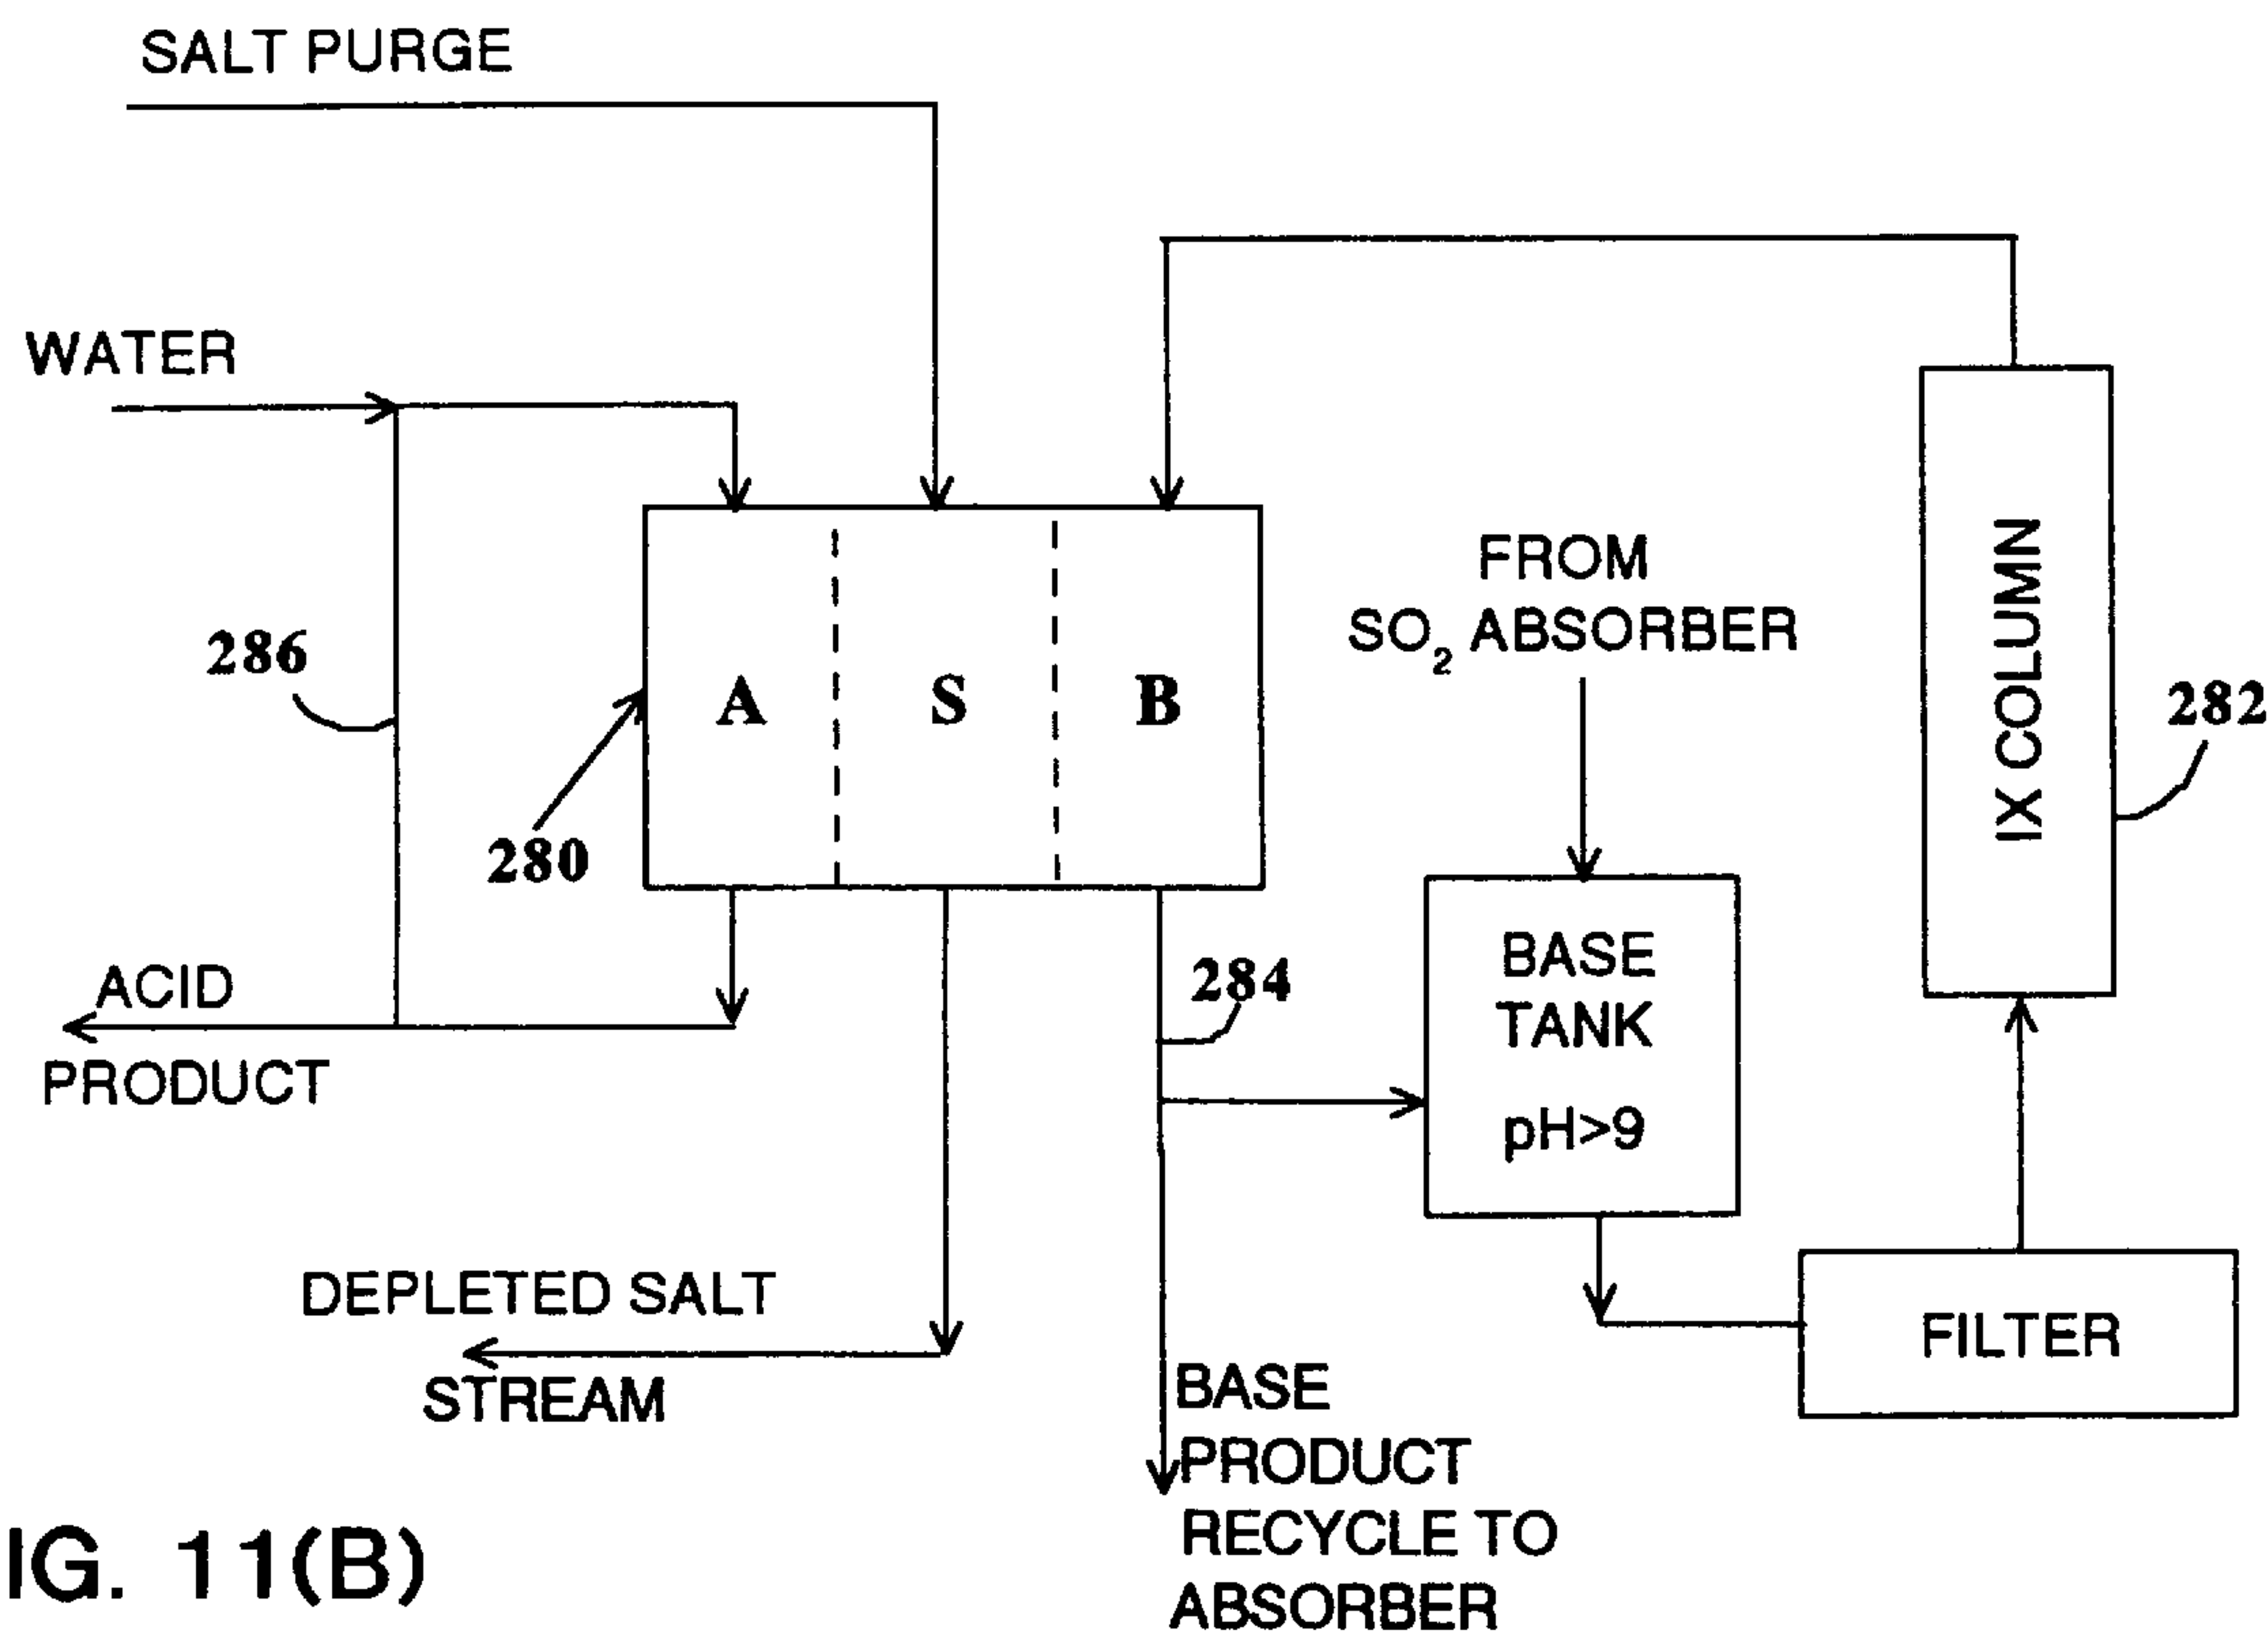 SALT PURGE
WATER
FROM
SO₂ ABSORBER
IX COLUMN
286
A
S
B
282
280
ACID
PRODUCT
284
BASE
TANK
pH>9
DEPLETED SALT
STREAM
FILTER
BASE
PRODUCT
RECYCLE TO
ABSORBER
IG. 11(B)